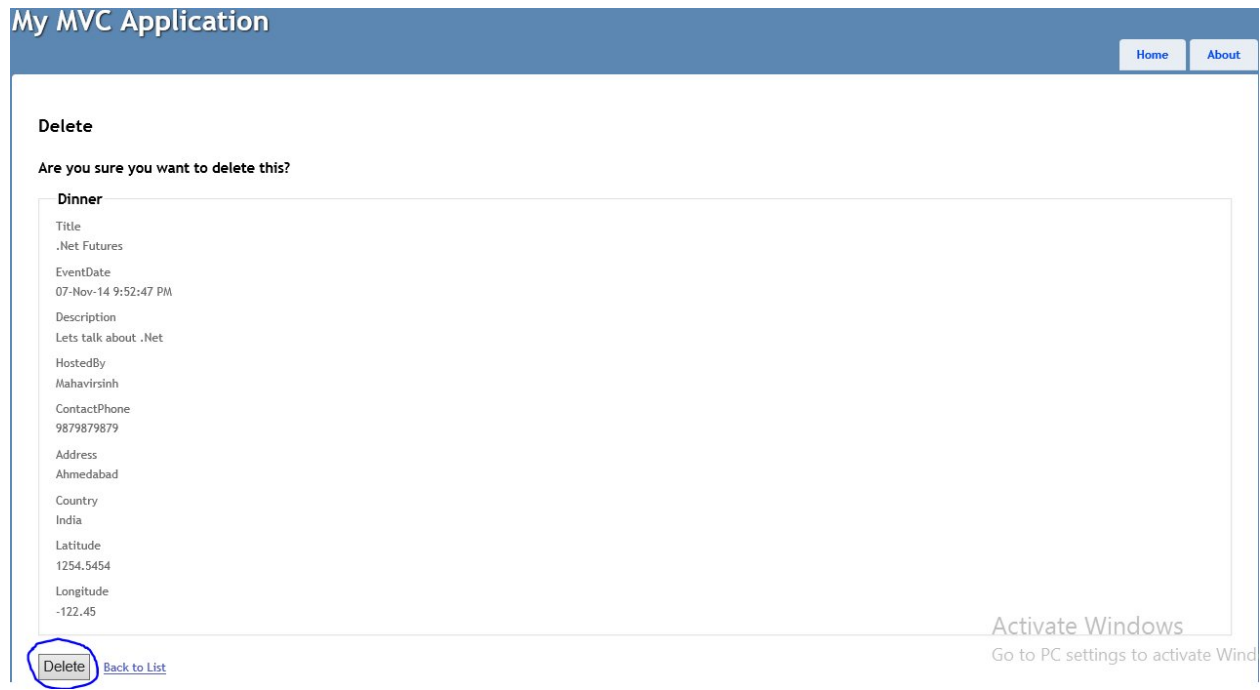 My MVC Application
Home About
Delete
Are you sure you want to delete this?
Dinner
Title
.Net Futures
EventDate
07-Nov-14 9:52:47 PM
Description
Lets talk about .Net
HostedBy
Mahavirsinh
ContactPhone
9879879879
Address
Ahmedabad
Country
India
Latitude
1254.5454
Longitude
-122.45
Activate Windows
Go to PC settings to activate Wind
Delete Back to List